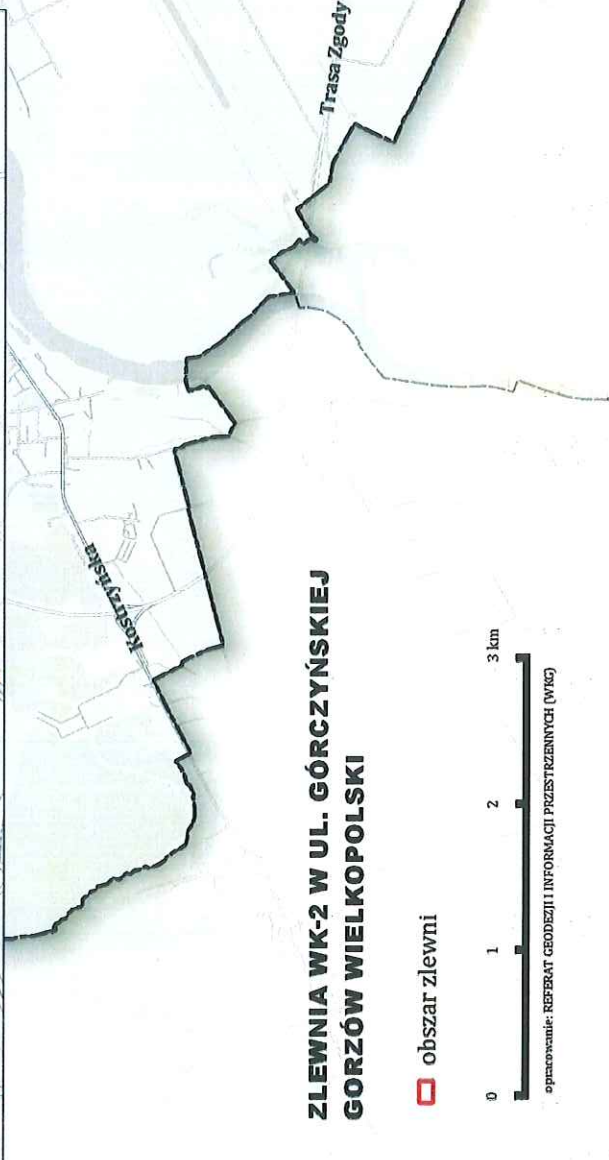 Trasa Zgody
Kostrzyńska
ZLEWNIA WK-2 W UL. GÓRCZYŃSKIEJ
GORZÓW WIELKOPOLSKI
obszar zlewni
0 1 2 3 km
opracowanie: REFERAT GEODEZJI I INFORMACJI PRZESTRZENNYCH (WKG)